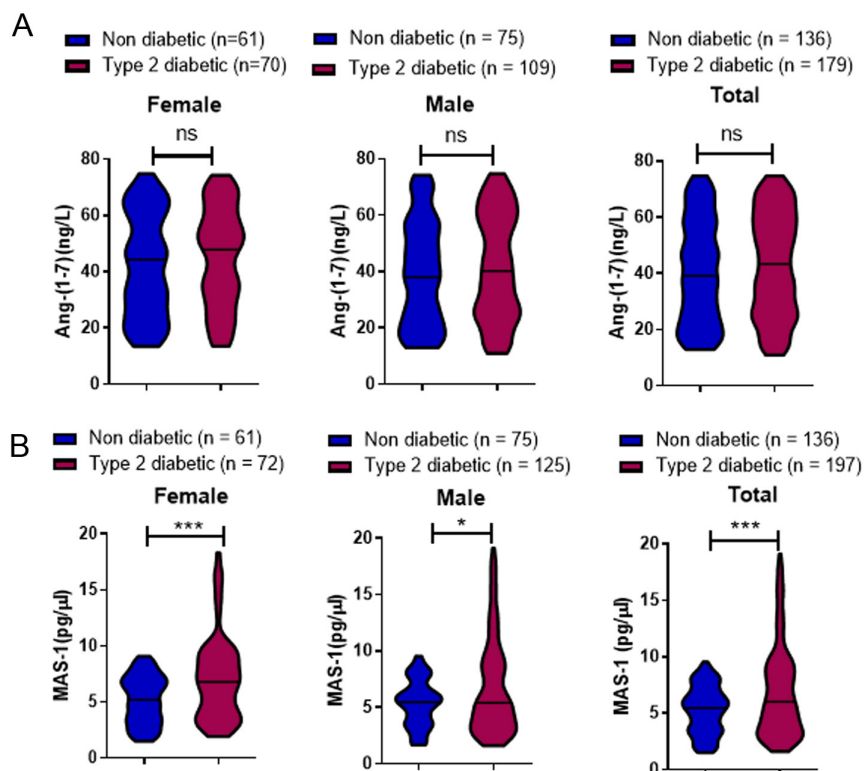 A
Non diabetic (n=61)
Type 2 diabetic (n=70)
Female
ns
Ang-(1-7) (ng/L)
80
60
40
20
0
Non diabetic (n = 75)
Type 2 diabetic (n = 109)
Male
ns
Ang-(1-7) (ng/L)
80
60
40
20
0
Non diabetic (n = 136)
Type 2 diabetic (n = 179)
Total
ns
Ang-(1-7) (ng/L)
80
60
40
20
0
B
Non diabetic (n = 61)
Type 2 diabetic (n = 72)
Female
***
MAS-1(pg/µl)
20
15
10
5
0
Non diabetic (n = 75)
Type 2 diabetic (n = 125)
Male
*
MAS-1(pg/µl)
20
15
10
5
0
Non diabetic (n = 136)
Type 2 diabetic (n = 197)
Total
***
MAS-1 (pg/µl)
20
15
10
5
0